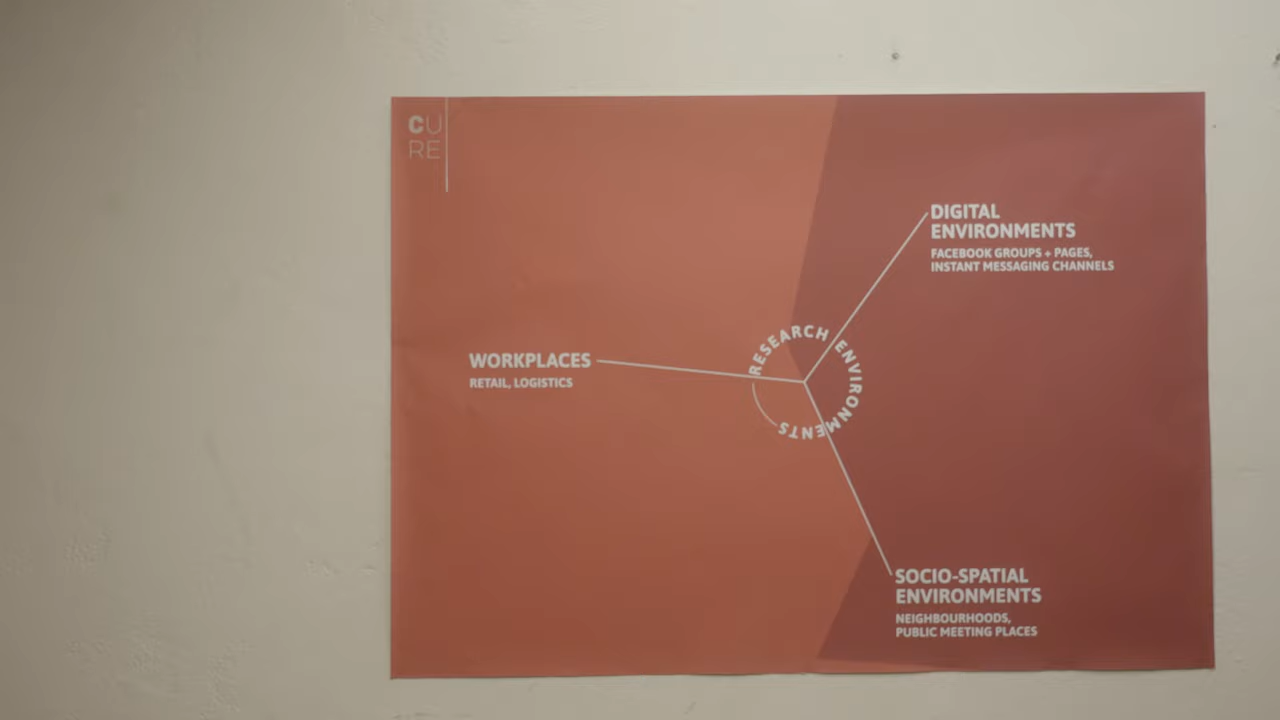 CU
RE
DIGITAL
ENVIRONMENTS
FACEBOOK GROUPS + PAGES,
INSTANT MESSAGING CHANNELS
RESEARCH ENVIRONMENTS
WORKPLACES
RETAIL, LOGISTICS
SOCIO-SPATIAL
ENVIRONMENTS
NEIGHBOURHOODS,
PUBLIC MEETING PLACES